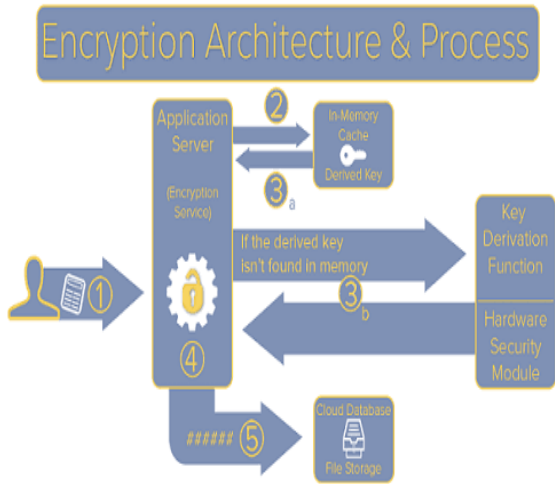 Encryption Architecture & Process
Application
Server
(Encryption
Service)
④
②
③
a
In-Memory
Cache
Derived Key
If the derived key
isn't found in memory
③
b
Key
Derivation
Function
Hardware
Security
Module
①
######
⑤
Cloud Database
File Storage